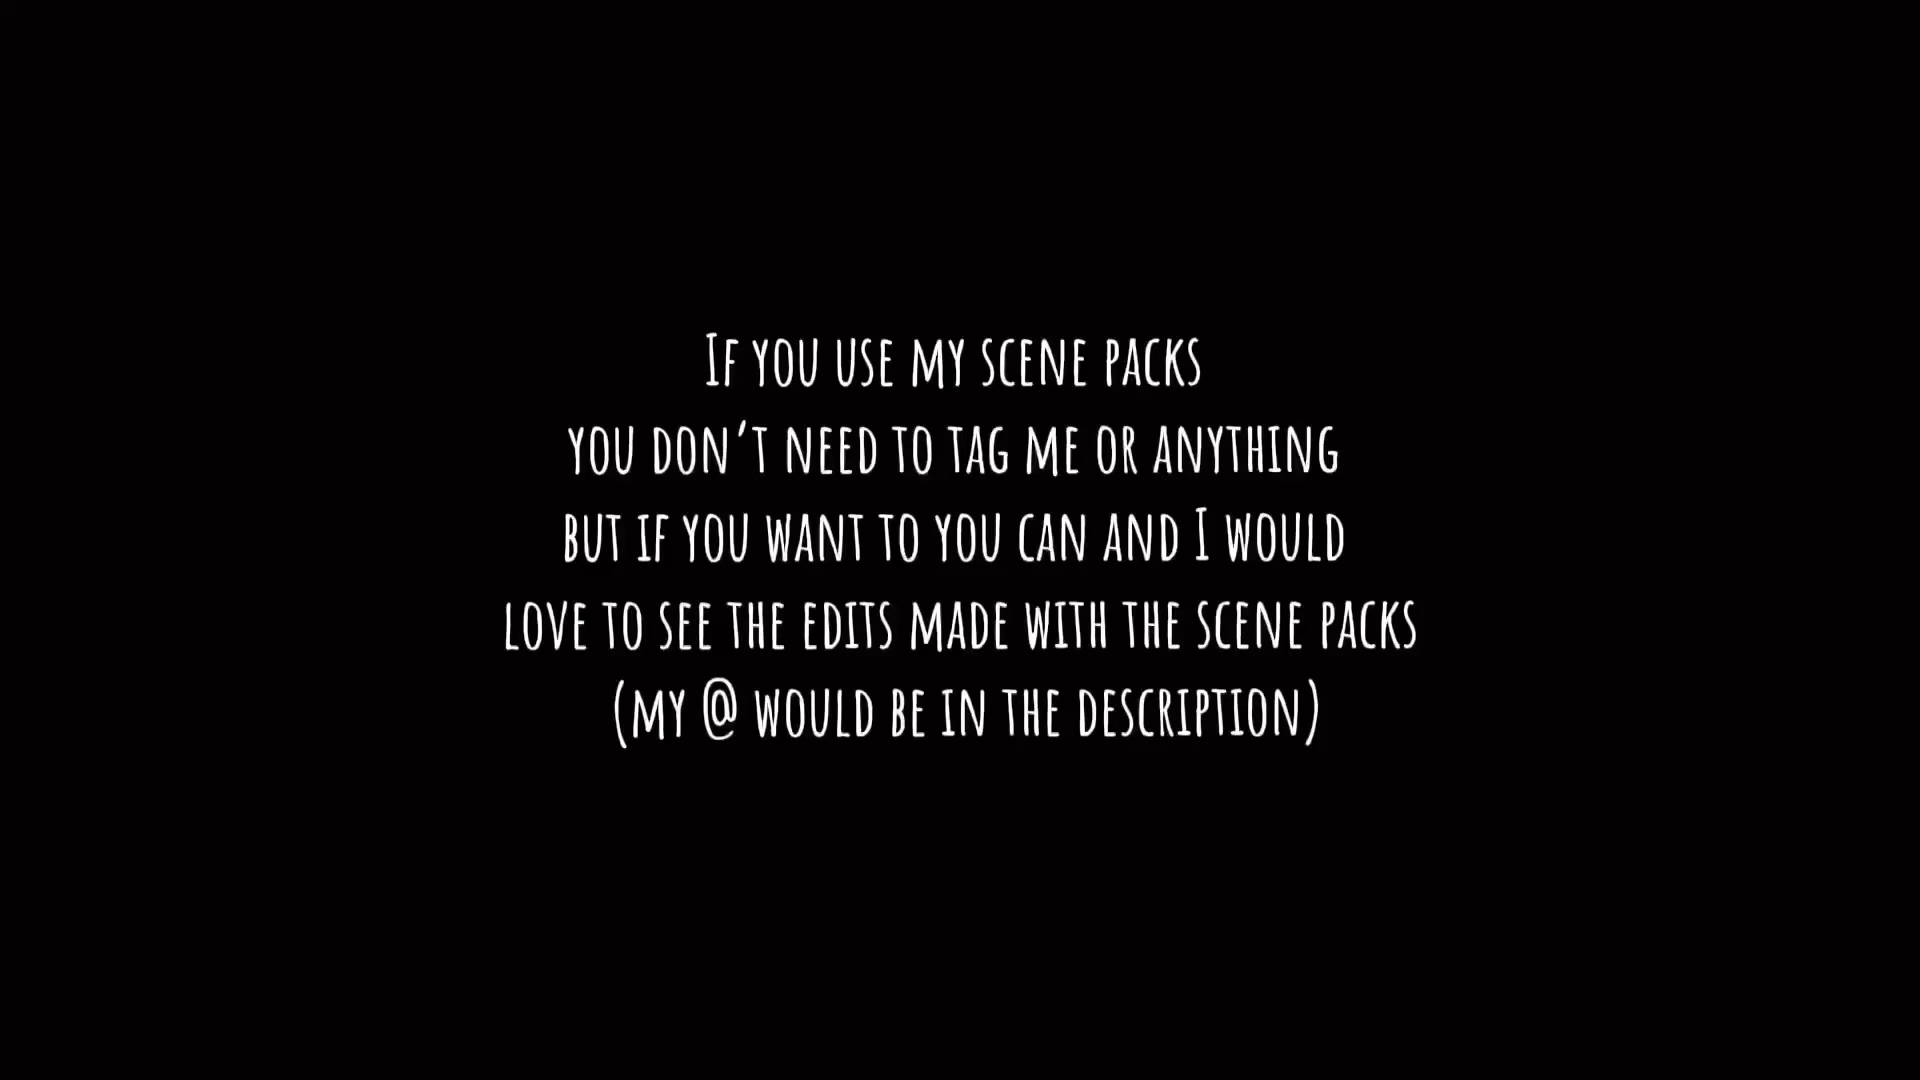 If you use my scene packs
you don't need to tag me or anything
but if you want to you can and I would
love to see the edits made with the scene packs
(my @ would be in the description)